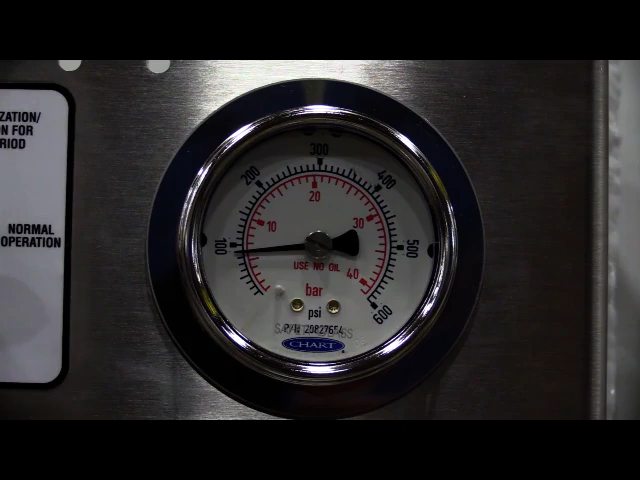 ZATION/
ON FOR
RIOD
NORMAL
OPERATION
300
200
400
20
10
30
100
500
USE NO OIL
40
bar
600
psi
CHART